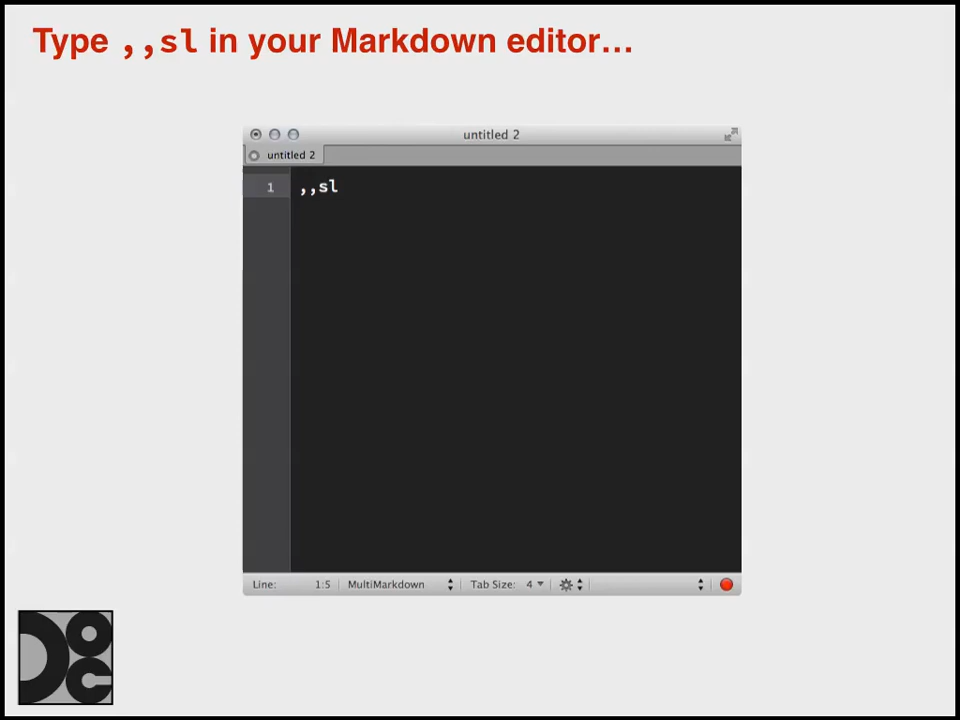 Type ,,sl in your Markdown editor…
untitled 2
untitled 2
1 ,,sl
Line: 1:5 MultiMarkdown Tab Size: 4
DOC